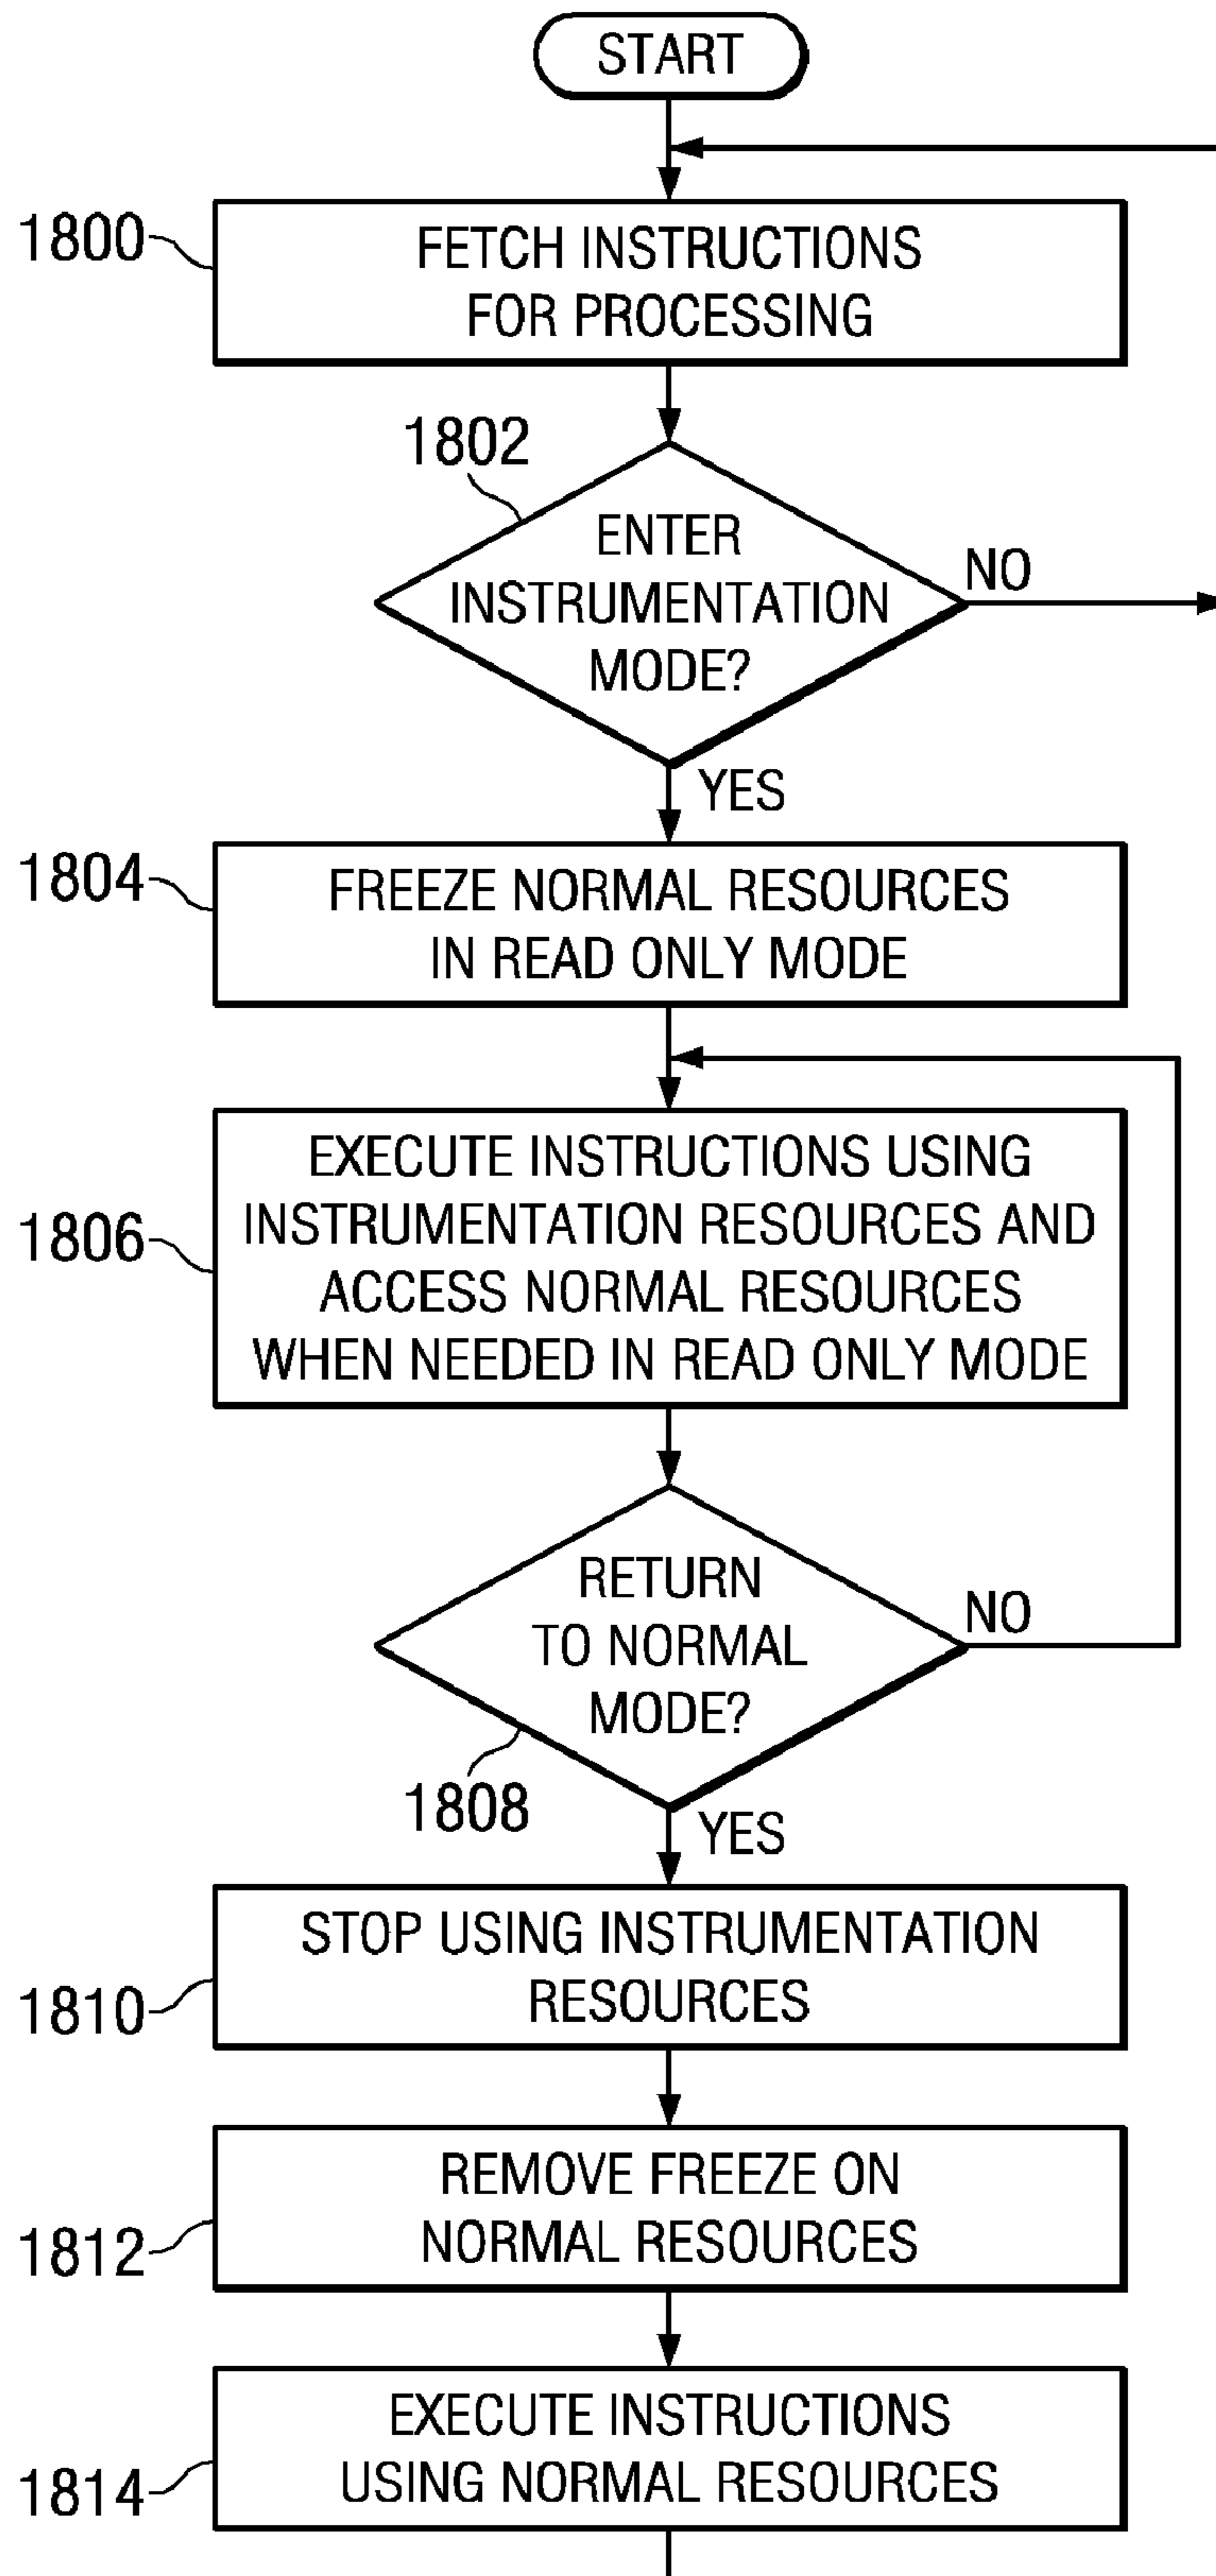 START
1800
FETCH INSTRUCTIONS
FOR PROCESSING
1802
ENTER
INSTRUMENTATION
MODE?
NO
YES
1804
FREEZE NORMAL RESOURCES
IN READ ONLY MODE
1806
EXECUTE INSTRUCTIONS USING
INSTRUMENTATION RESOURCES AND
ACCESS NORMAL RESOURCES
WHEN NEEDED IN READ ONLY MODE
RETURN
TO NORMAL
MODE?
NO
1808
YES
1810
STOP USING INSTRUMENTATION
RESOURCES
1812
REMOVE FREEZE ON
NORMAL RESOURCES
1814
EXECUTE INSTRUCTIONS
USING NORMAL RESOURCES